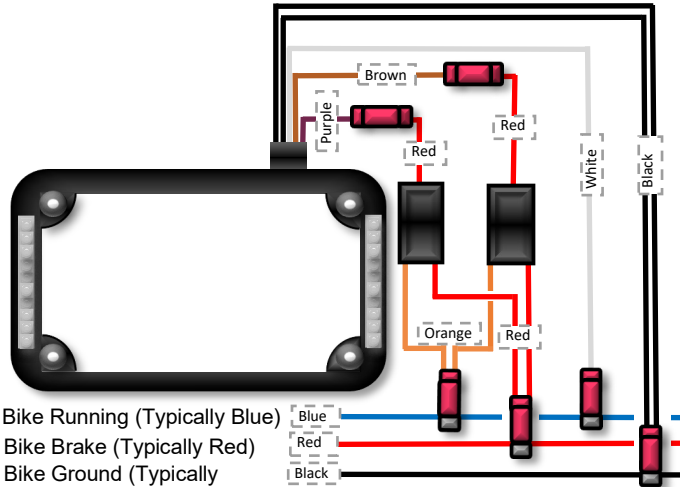 Brown
Purple
Red
Red
White
Black
Orange
Red
Bike Running (Typically Blue) Blue
Bike Brake (Typically Red) Red
Bike Ground (Typically Black